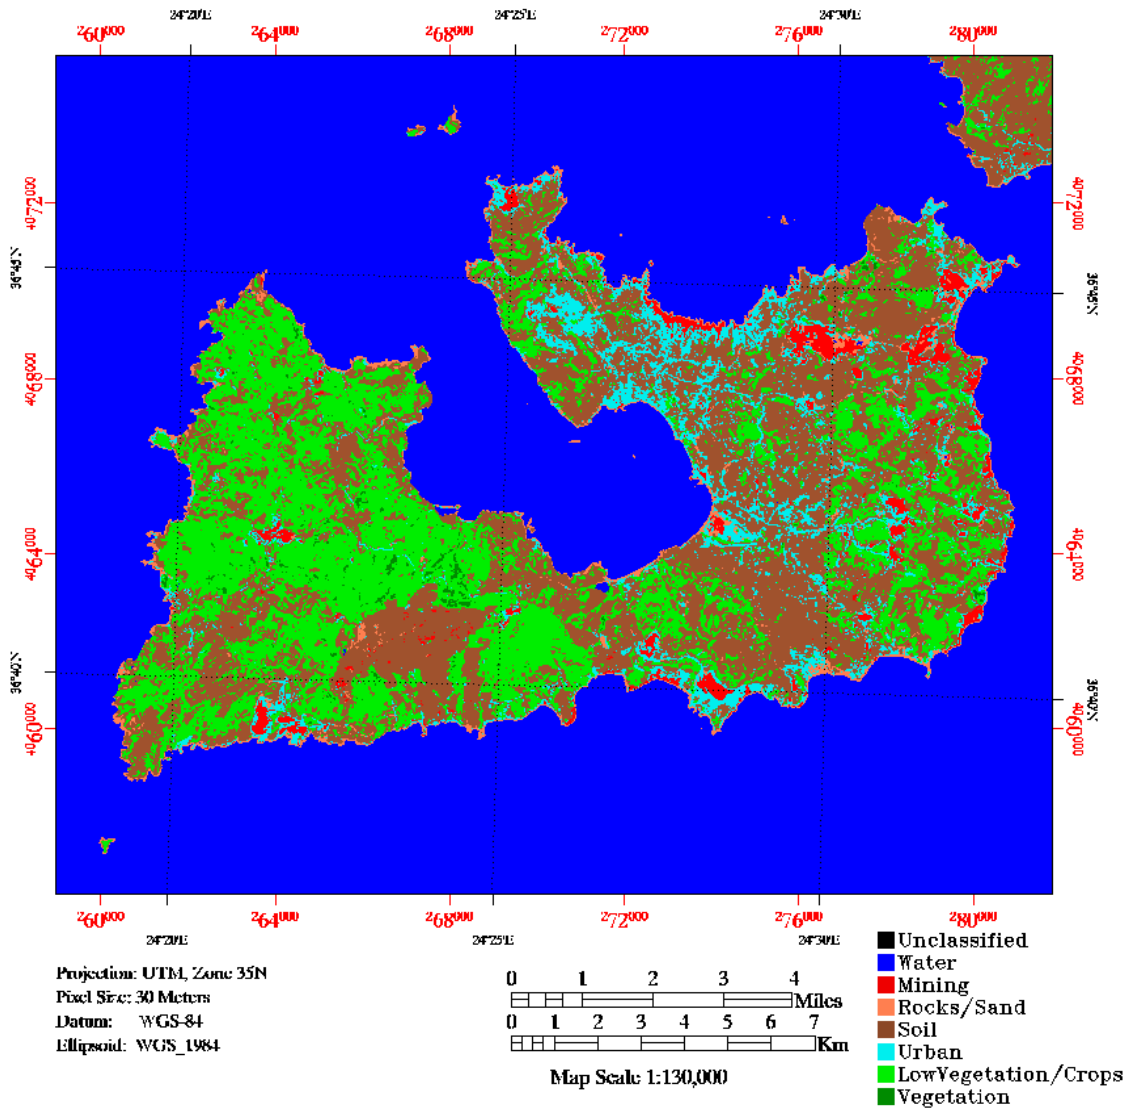 24°20'E 24°25'E 24°30'E
260000 264000 268000 272000 276000 280000
4072000 4072000
36°45'N 36°45'N
4068000 4068000
4064000 4064000
36°40'N 36°40'N
4060000 4060000
260000 264000 268000 272000 276000 280000
24°20'E 24°25'E 24°30'E
Projection: UTM, Zone 35N
Pixel Size: 30 Meters
Datum: WGS-84
Ellipsoid: WGS_1984
0 1 2 3 4
Miles
0 1 2 3 4 5 6 7
Km
Map Scale 1:130,000
Unclassified
Water
Mining
Rocks/Sand
Soil
Urban
LowVegetation/Crops
Vegetation